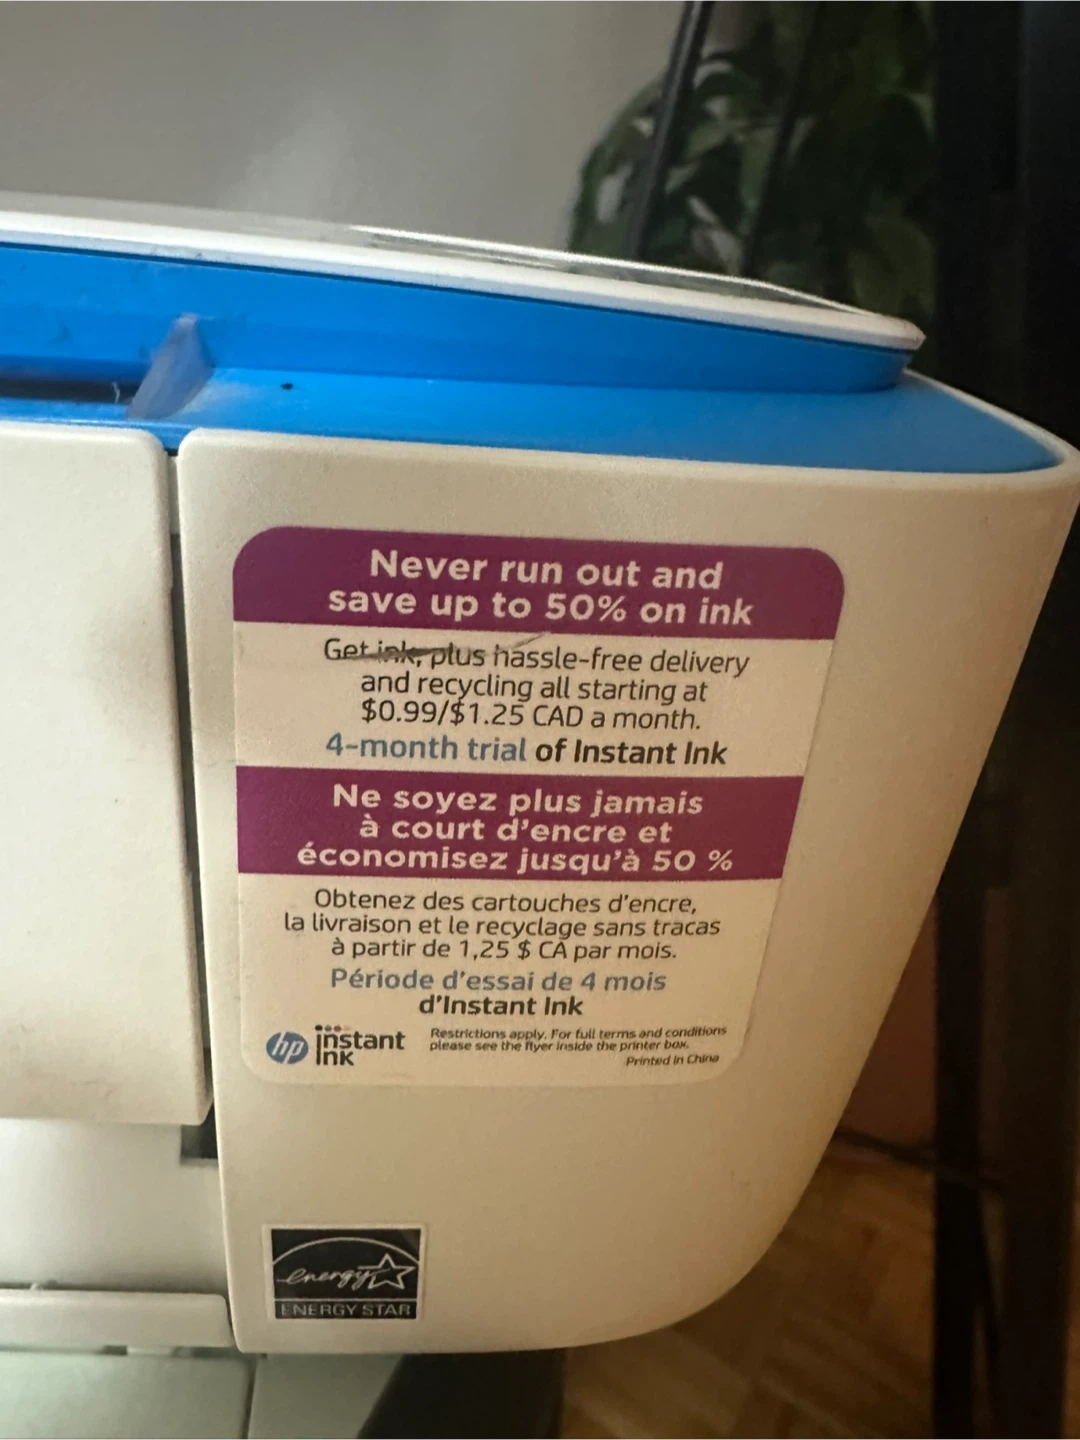 Never run out and
save up to 50% on ink
Get ink, plus hassle-free delivery
and recycling all starting at
$0.99/$1.25 CAD a month.
4-month trial of Instant Ink
Ne soyez plus jamais
à court d'encre et
économisez jusqu'à 50 %
Obtenez des cartouches d'encre,
la livraison et le recyclage sans tracas
à partir de 1,25 $ CA par mois.
Période d'essai de 4 mois
d'Instant Ink
hp instant
ink
Restrictions apply. For full terms and conditions
please see the flyer inside the printer box.
Printed in China
energy
ENERGY STAR